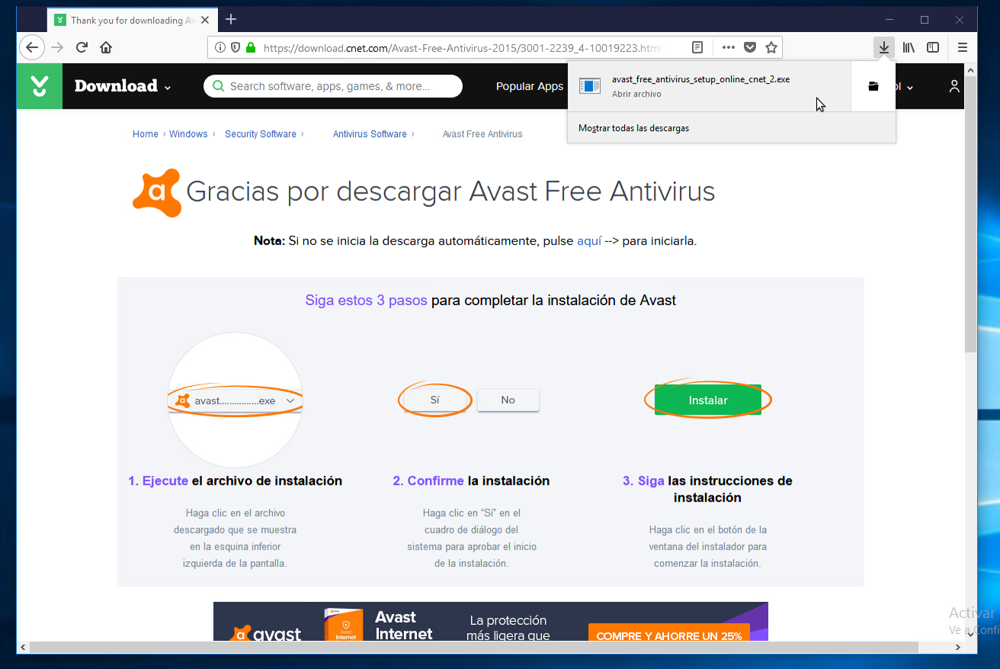 Thank you for downloading Av
https://download.cnet.com/Avast-Free-Antivirus-2015/3001-2239_4-10019223.html
Download
Search software, apps, games, & more...
Popular Apps
avast_free_antivirus_setup_online_cnet_2.exe
Abrir archivo
Mostrar todas las descargas
Home › Windows › Security Software › Antivirus Software › Avast Free Antivirus
a Gracias por descargar Avast Free Antivirus
Nota: Si no se inicia la descarga automáticamente, pulse aquí --> para iniciarla.
Siga estos 3 pasos para completar la instalación de Avast
a avast...............exe
Sí
No
Instalar
1. Ejecute el archivo de instalación
Haga clic en el archivo
descargado que se muestra
en la esquina inferior
izquierda de la pantalla.
2. Confirme la instalación
Haga clic en “Sí” en el
cuadro de diálogo del
sistema para aprobar el inicio
de la instalación.
3. Siga las instrucciones de
instalación
Haga clic en el botón de la
ventana del instalador para
comenzar la instalación.
avast
Avast
Internet
Avast
Internet
La protección
más ligera que
COMPRE Y AHORRE UN 25%
Activar
Ve a Confi